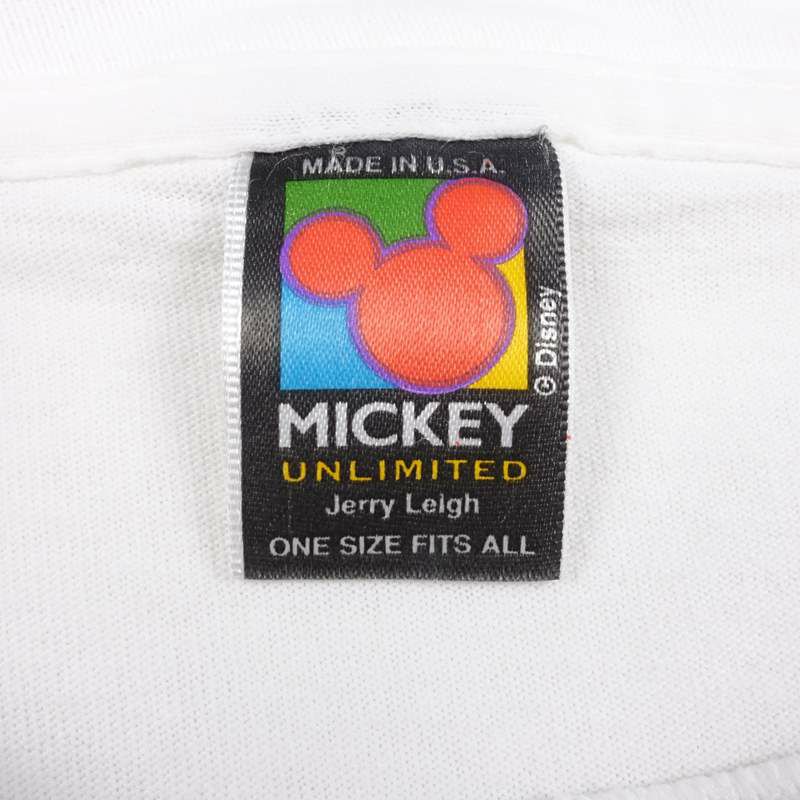 MADE IN U.S.A.
© Disney
MICKEY
UNLIMITED
Jerry Leigh
ONE SIZE FITS ALL